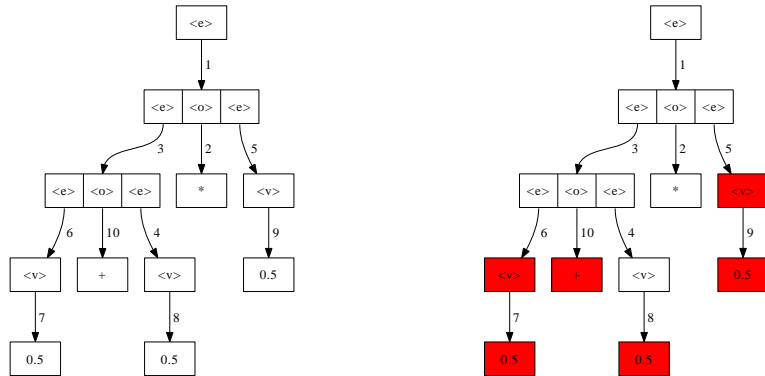 <e> <e>
1 1
<e> <o> <e> <e> <o> <e>
3 2 5 3 2 5
<e> <o> <e> * <v> <e> <o> <e> * <v>
6 10 4 9 6 10 4 9
<v> + <v> 0.5 <v> + <v> 0.5
7 8 7 8
0.5 0.5 0.5 0.5